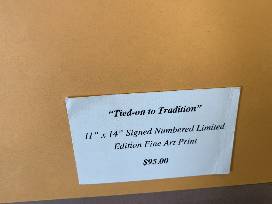 "Tied-on to Tradition"
11" x 14" Signed Numbered Limited
Edition Fine Art Print
$95.00